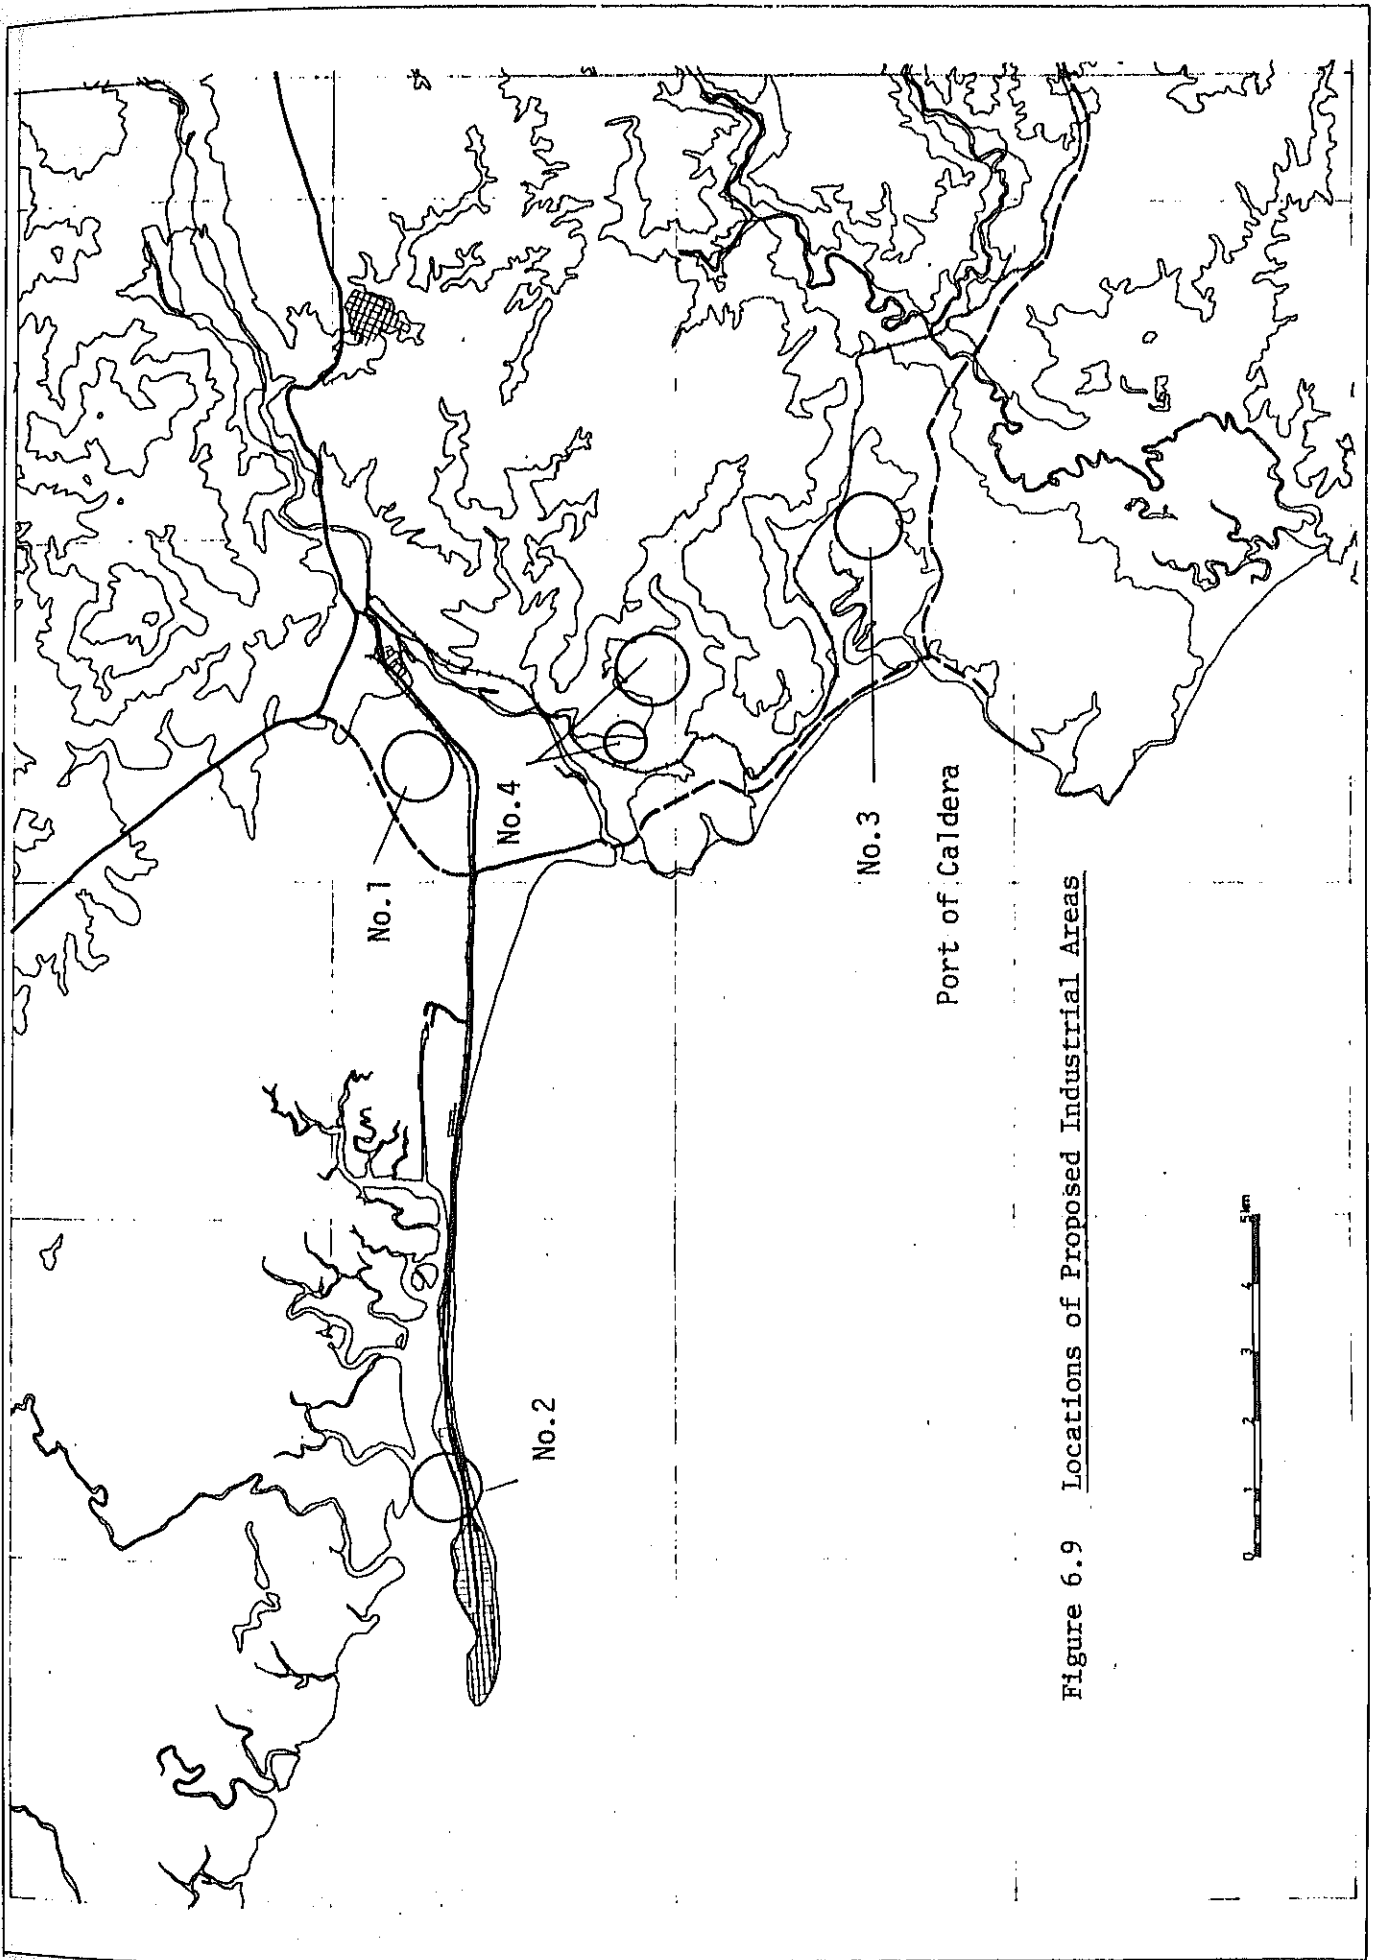 No.1
No.4
No.2
No.3
Port of Caldera
Figure 6.9 Locations of Proposed Industrial Areas
0 1 2 3 4 5km